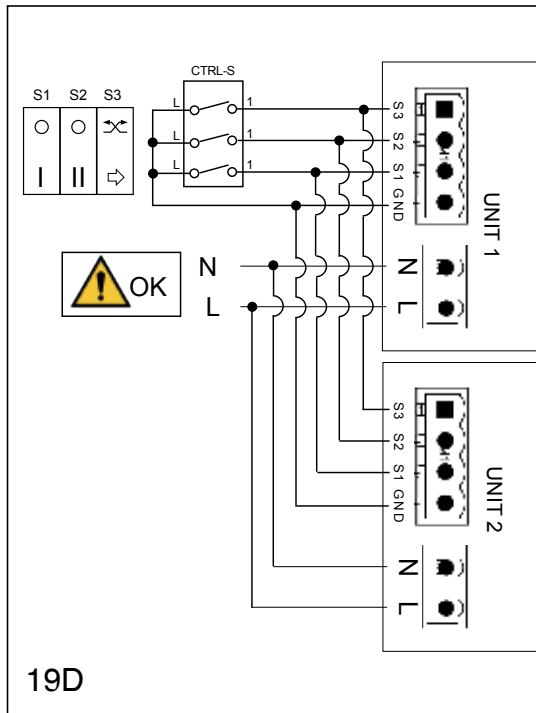 CTRL-S
S1 S2 S3
I II
L 1
L 1
L 1
S3
S2
S1
GND
UNIT 1
N N
L L
OK
S3
S2
S1
GND
UNIT 2
N
L
19D